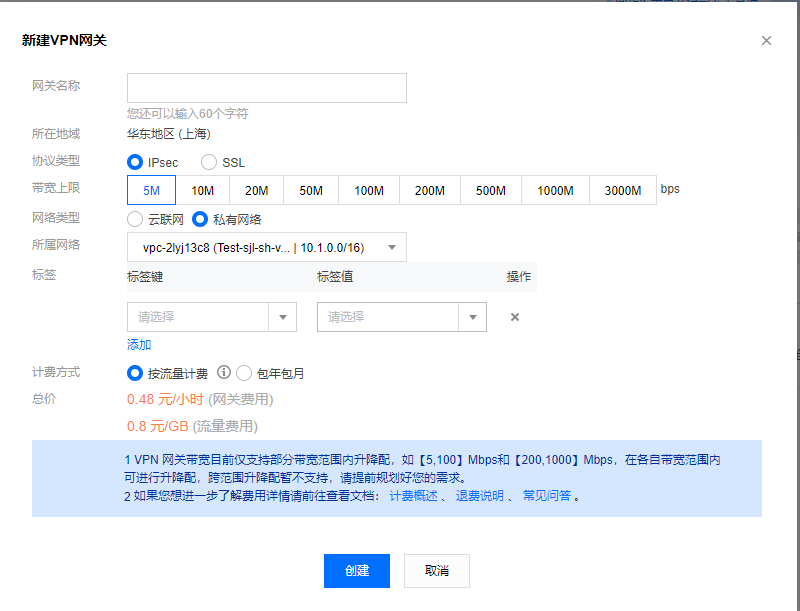 新建VPN网关
网关名称
您还可以输入60个字符
所在地域 华东地区 (上海)
协议类型 IPsec SSL
带宽上限 5M 10M 20M 50M 100M 200M 500M 1000M 3000M bps
网络类型 云联网 私有网络
所属网络 vpc-2lyj13c8 (Test-sjl-sh-v... | 10.1.0.0/16)
标签 标签键 标签值 操作
请选择 请选择
添加
计费方式 按流量计费 包年包月
总价 0.48 元/小时 (网关费用)
0.8 元/GB (流量费用)
1 VPN 网关带宽目前仅支持部分带宽范围内升降配，如【5,100】Mbps和【200,1000】Mbps，在各自带宽范围内
可进行升降配，跨范围升降配暂不支持，请提前规划好您的需求。
2 如果您想进一步了解费用详情请前往查看文档： 计费概述 、 退费说明 、 常见问答 。
创建 取消